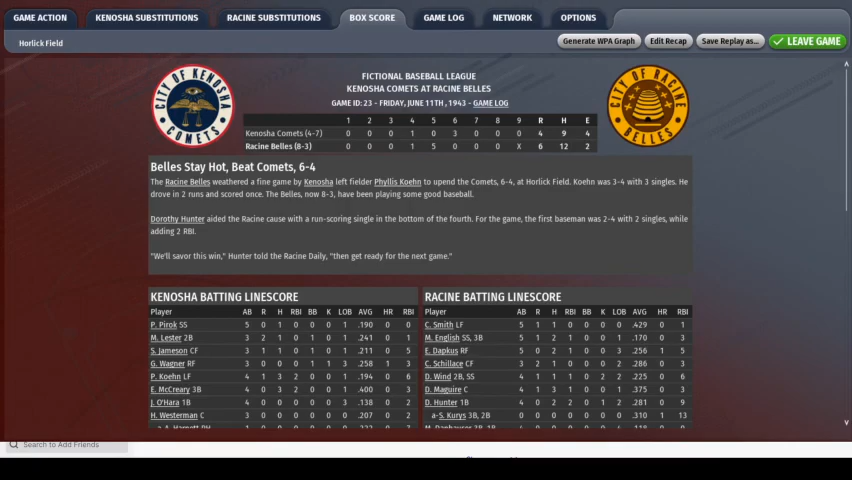 GAME ACTION KENOSHA SUBSTITUTIONS RACINE SUBSTITUTIONS BOX SCORE GAME LOG NETWORK OPTIONS
Horlick Field Generate WPA Graph Edit Recap Save Replay as... LEAVE GAME
CITY OF KENOSHA COMETS
CITY OF RACINE BELLES
FICTIONAL BASEBALL LEAGUE
KENOSHA COMETS AT RACINE BELLES
GAME ID: 23 - FRIDAY, JUNE 11TH , 1943 - GAME LOG
1 2 3 4 5 6 7 8 9 R H E
Kenosha Comets (4-7) 0 0 0 1 0 3 0 0 0 4 9 4
Racine Belles (8-3) 0 0 0 1 5 0 0 0 X 6 12 2
Belles Stay Hot, Beat Comets, 6-4
The Racine Belles weathered a fine game by Kenosha left fielder Phyllis Koehn to upend the Comets, 6-4, at Horlick Field. Koehn was 3-4 with 3 singles. He
drove in 2 runs and scored once. The Belles, now 8-3, have been playing some good baseball.
Dorothy Hunter aided the Racine cause with a run-scoring single in the bottom of the fourth. For the game, the first baseman was 2-4 with 2 singles, while
adding 2 RBI.
"We'll savor this win," Hunter told the Racine Daily, "then get ready for the next game."
KENOSHA BATTING LINESCORE
Player AB R H RBI BB K LOB AVG HR RBI
P. Pirok SS 5 0 1 0 0 0 1 .190 0 0
M. Lester 2B 3 2 1 0 1 0 1 .241 0 1
S. Jameson CF 3 1 1 0 1 0 1 .211 0 5
G. Wagner RF 3 0 0 0 1 1 3 .258 1 3
P. Koehn LF 4 1 3 2 0 0 1 .194 0 6
E. McCreary 3B 4 0 3 2 0 0 1 .400 0 3
J. O'Hara 1B 4 0 0 0 0 0 3 .138 0 2
H. Westerman C 3 0 0 0 0 0 0 .207 0 2
a-A. Harnett PH 1 0 0 0 0 0 0
RACINE BATTING LINESCORE
Player AB R H RBI BB K LOB AVG HR RBI
C. Smith LF 5 1 1 0 0 0 0 .429 0 1
M. English SS, 3B 5 1 2 1 0 0 1 .170 0 3
E. Dapkus RF 5 0 2 1 0 0 3 .256 1 5
C. Schillace CF 3 2 1 0 0 0 2 .286 0 3
D. Wind 2B, SS 4 1 1 1 0 2 2 .225 0 6
D. Maguire C 4 1 3 1 0 0 1 .375 0 3
D. Hunter 1B 4 0 2 2 0 1 2 .281 0 9
a-S. Kurys 3B, 2B 0 0 0 0 0 0 0 .310 1 13
Search to Add Friends